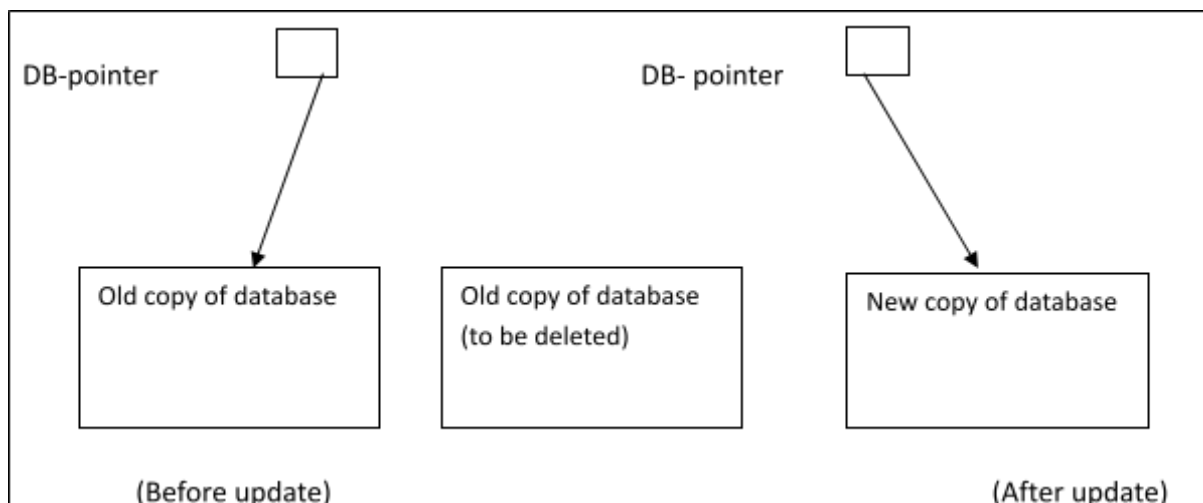 DB-pointer
DB- pointer
Old copy of database
Old copy of database
(to be deleted)
New copy of database
(Before update)
(After update)